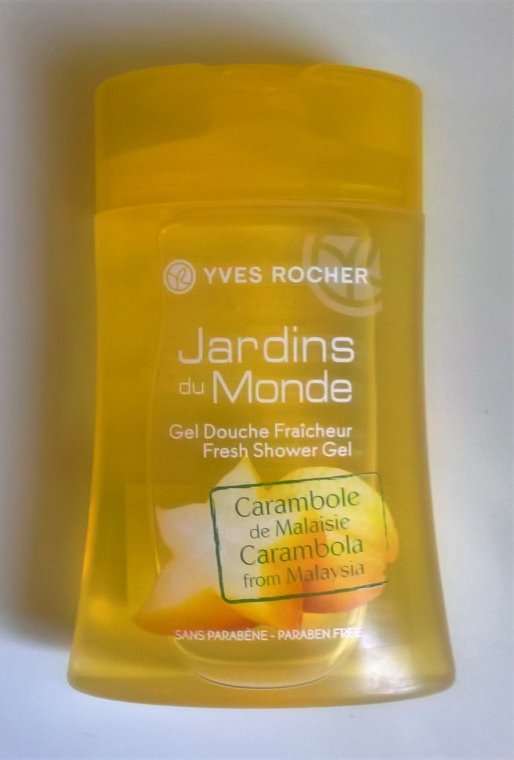 YVES ROCHER
Jardins
du Monde
Gel Douche Fraîcheur
Fresh Shower Gel
Carambole
de Malaisie
Carambola
from Malaysia
SANS PARABÈNE - PARABEN FREE